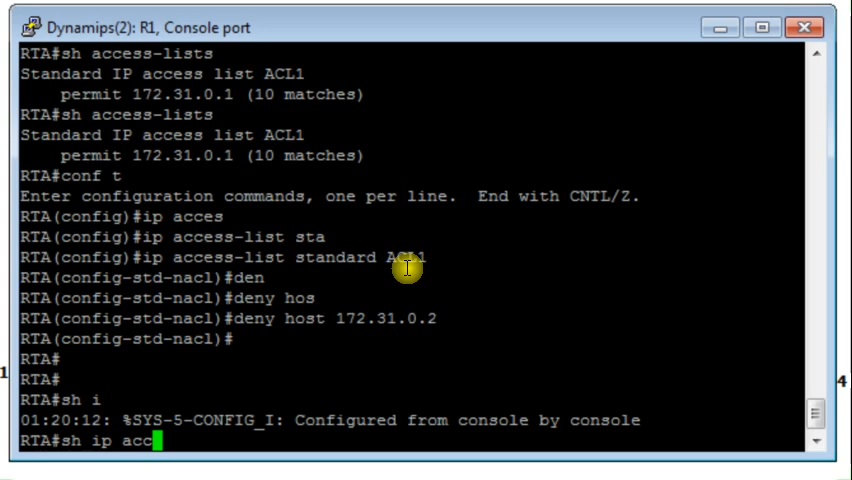 Dynamips(2): R1, Console port
RTA#sh access-lists
Standard IP access list ACL1
    permit 172.31.0.1 (10 matches)
RTA#sh access-lists
Standard IP access list ACL1
    permit 172.31.0.1 (10 matches)
RTA#conf t
Enter configuration commands, one per line.  End with CNTL/Z.
RTA(config)#ip acces
RTA(config)#ip access-list sta
RTA(config)#ip access-list standard ACL1
RTA(config-std-nacl)#den
RTA(config-std-nacl)#deny hos
RTA(config-std-nacl)#deny host 172.31.0.2
RTA(config-std-nacl)#
RTA#
1
RTA#
4
RTA#sh i
01:20:12: %SYS-5-CONFIG_I: Configured from console by console
RTA#sh ip acc